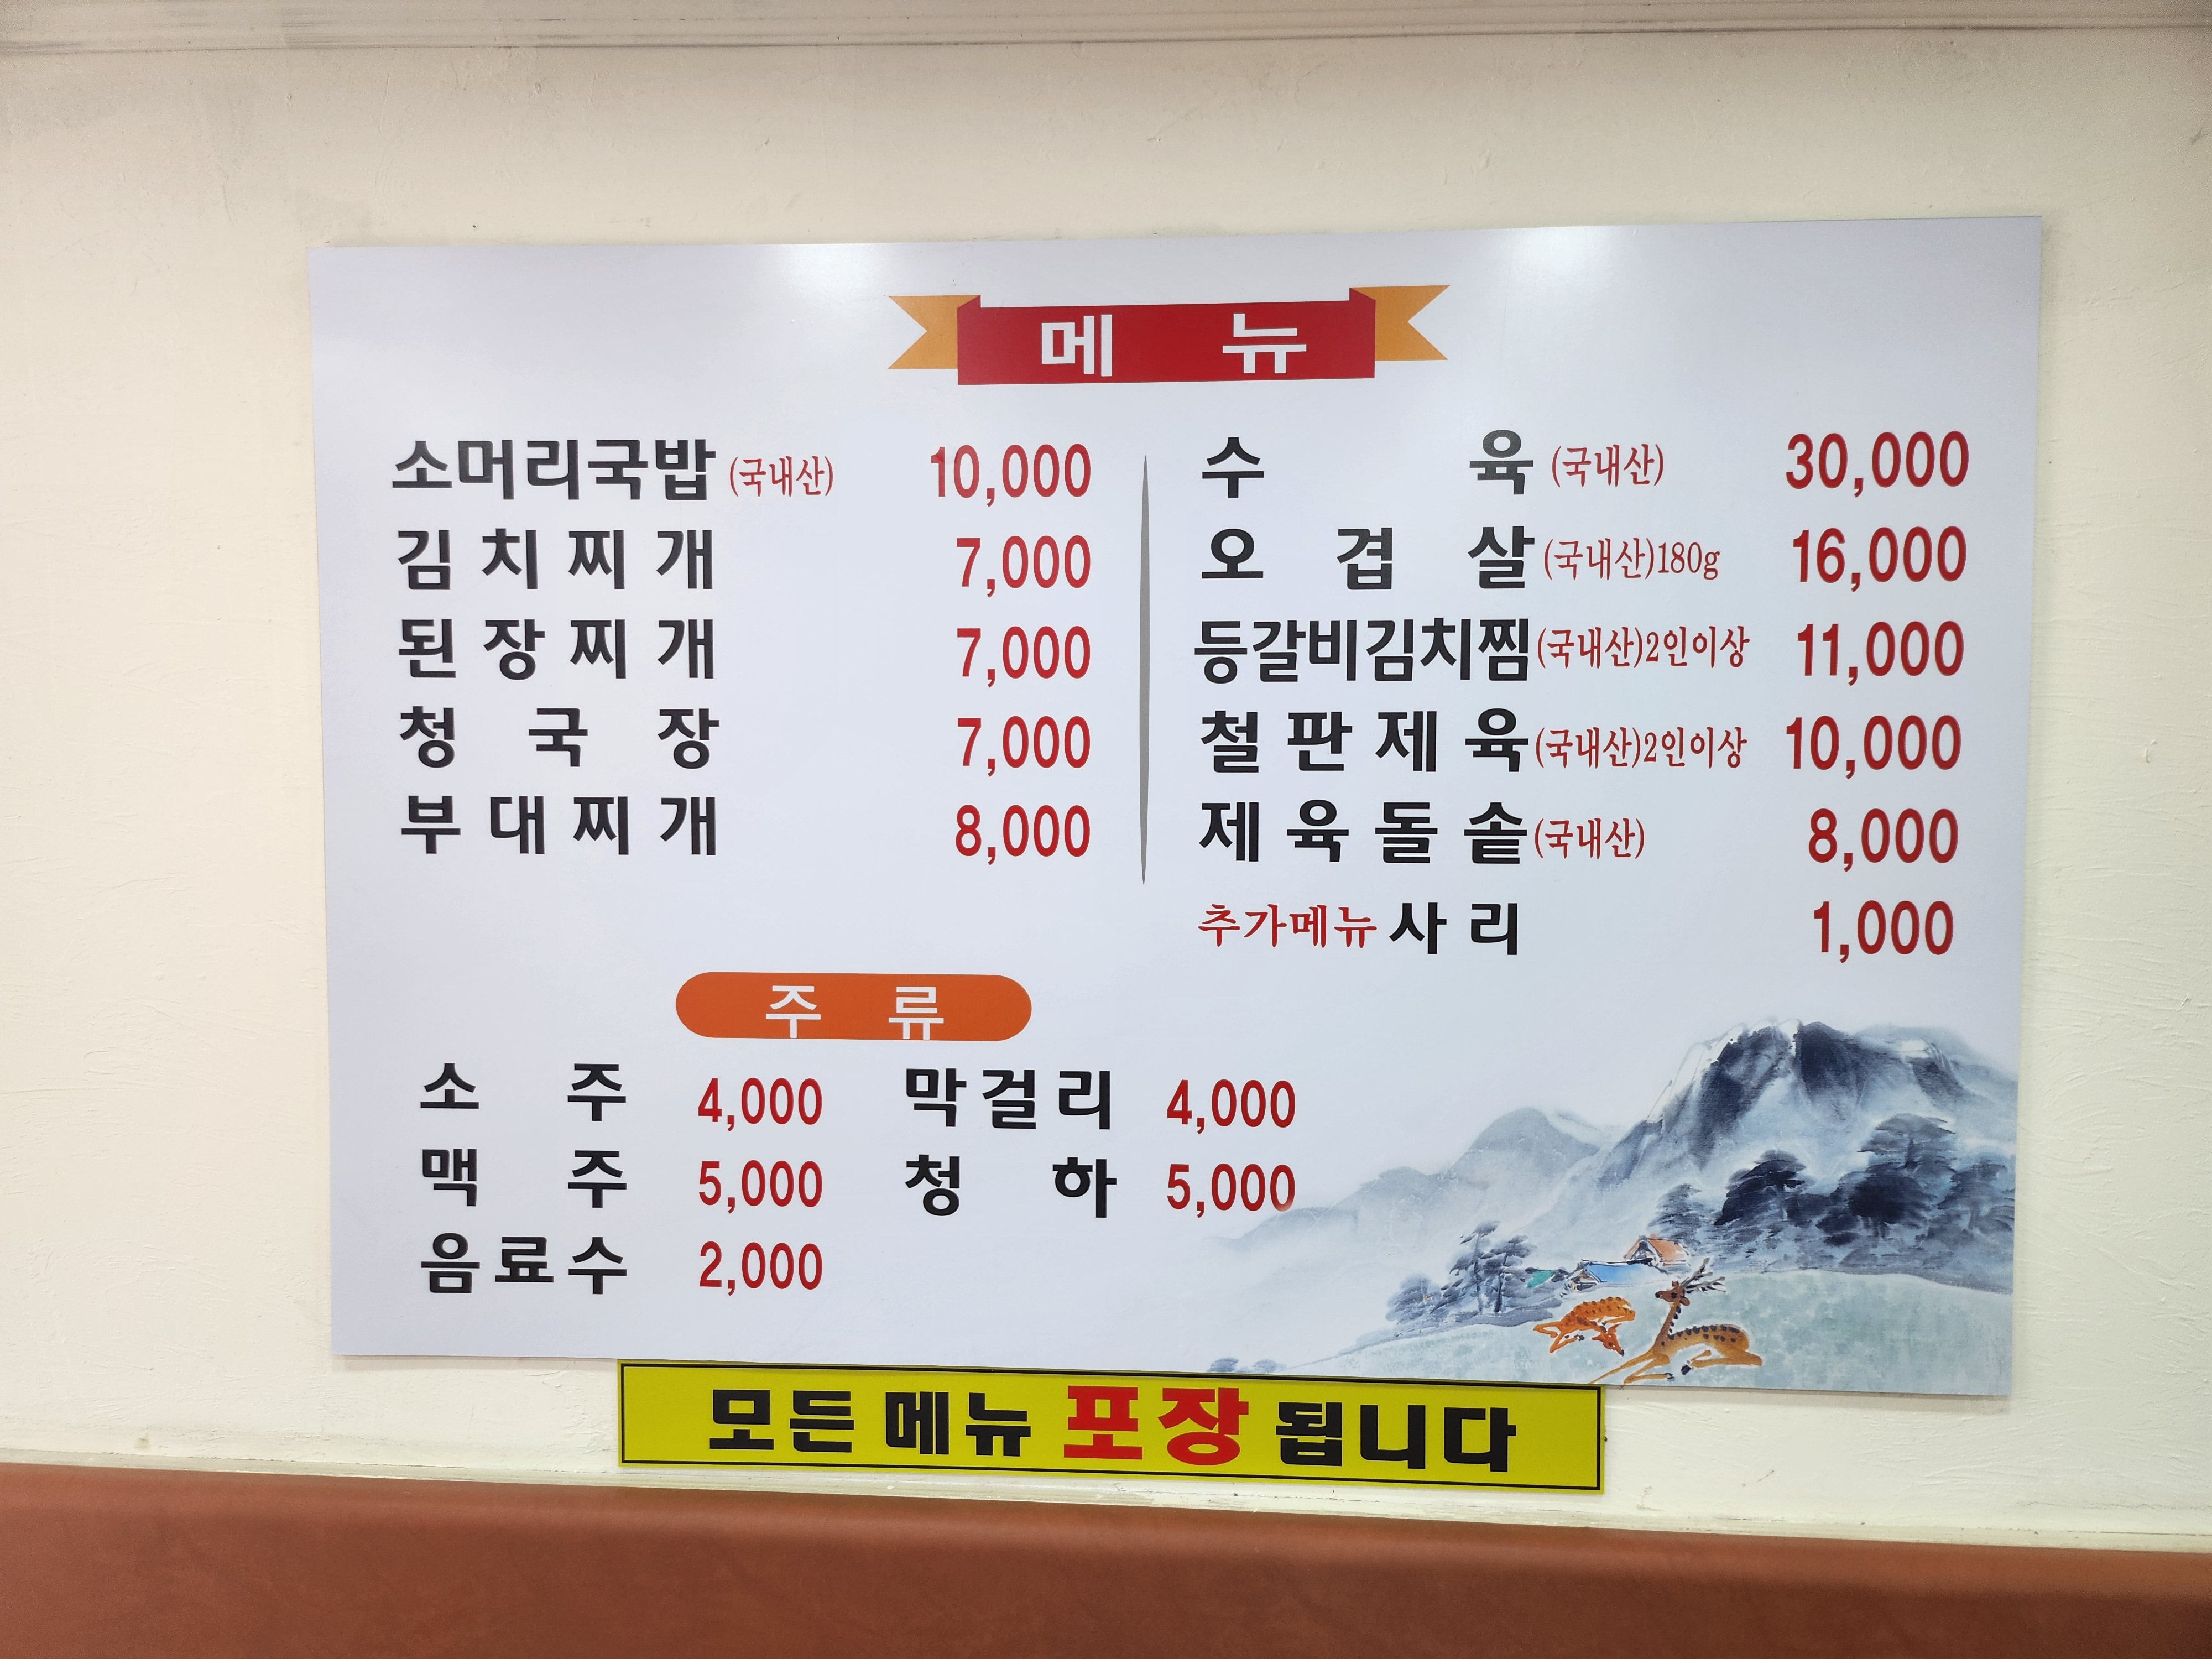 메뉴
소머리국밥 (국내산) 10,000
김치찌개 7,000
된장찌개 7,000
청국장 7,000
부대찌개 8,000
수육 (국내산) 30,000
오겹살 (국내산)180g 16,000
등갈비김치찜 (국내산)2인이상 11,000
철판제육 (국내산)2인이상 10,000
제육돌솥 (국내산) 8,000
추가메뉴 사리 1,000
주류
소주 4,000 막걸리 4,000
맥주 5,000 청하 5,000
음료수 2,000
모든 메뉴 포장 됩니다